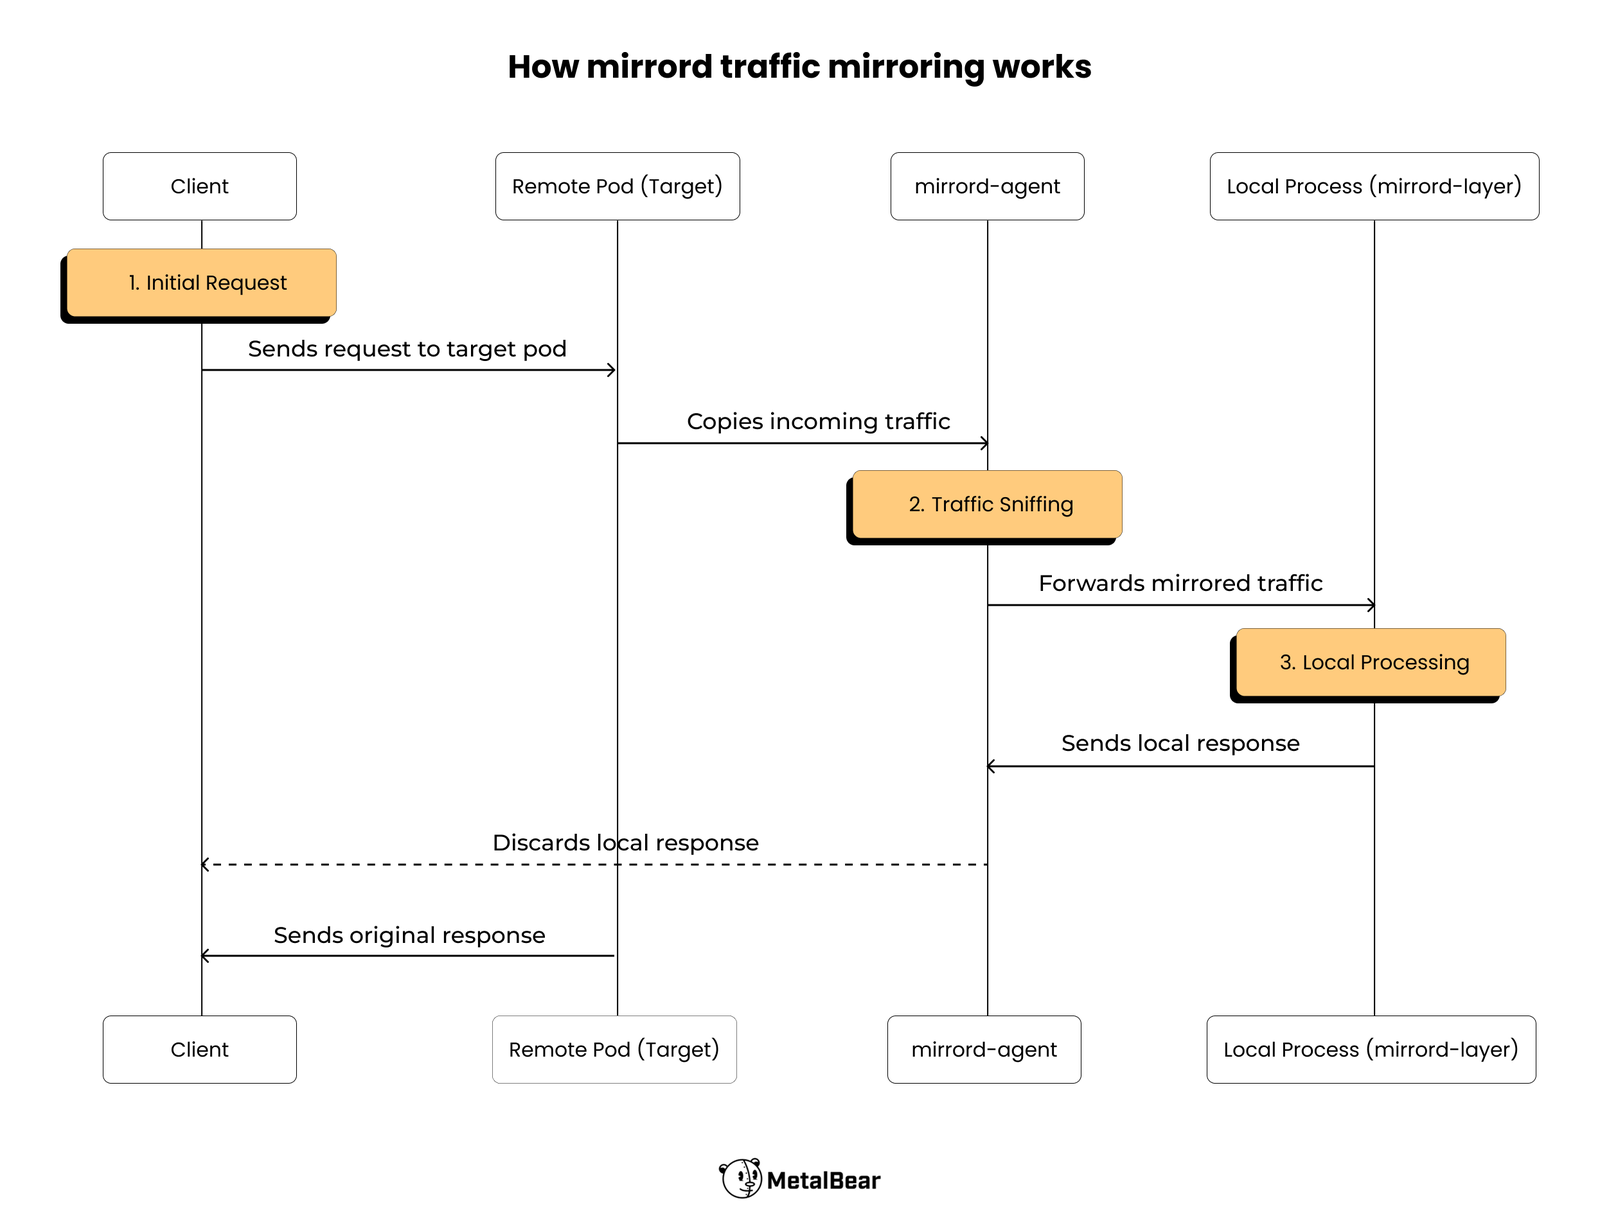 How mirrord traffic mirroring works
Client
Remote Pod (Target)
mirrord-agent
Local Process (mirrord-layer)
1. Initial Request
Sends request to target pod
Copies incoming traffic
2. Traffic Sniffing
Forwards mirrored traffic
3. Local Processing
Sends local response
Discards local response
Sends original response
Client
Remote Pod (Target)
mirrord-agent
Local Process (mirrord-layer)
MetalBear